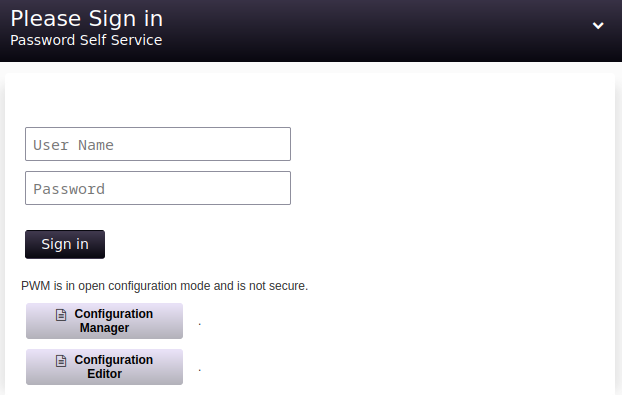 Please Sign in
Password Self Service
User Name
Password
Sign in
PWM is in open configuration mode and is not secure.
Configuration
Manager
.
Configuration
Editor
.